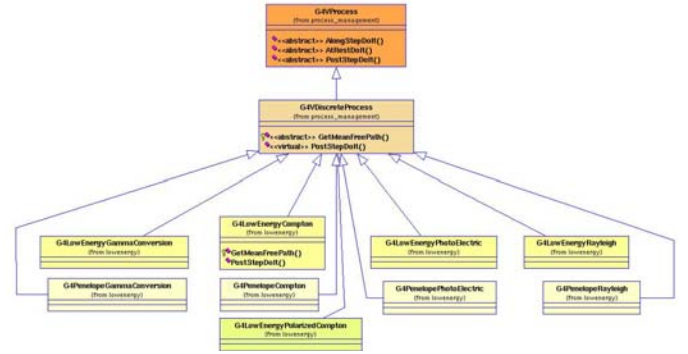 G4VProcess
(from process_management)
<<abstract>> AlongStepDoIt()
<<abstract>> AtRestDoIt()
<<abstract>> PostStepDoIt()
G4VDiscreteProcess
(from process_management)
<<abstract>> GetMeanFreePath()
<<virtual>> PostStepDoIt()
G4LowEnergyCompton
(from lowenergy)
GetMeanFreePath()
PostStepDoIt()
G4LowEnergyGammaConversion
(from lowenergy)
G4LowEnergyPhotoElectric
(from lowenergy)
G4LowEnergyRayleigh
(from lowenergy)
G4PenelopeGammaConversion
(from lowenergy)
G4PenelopeCompton
(from lowenergy)
G4PenelopePhotoElectric
(from lowenergy)
G4PenelopeRayleigh
(from lowenergy)
G4LowEnergyPolarizedCompton
(from lowenergy)